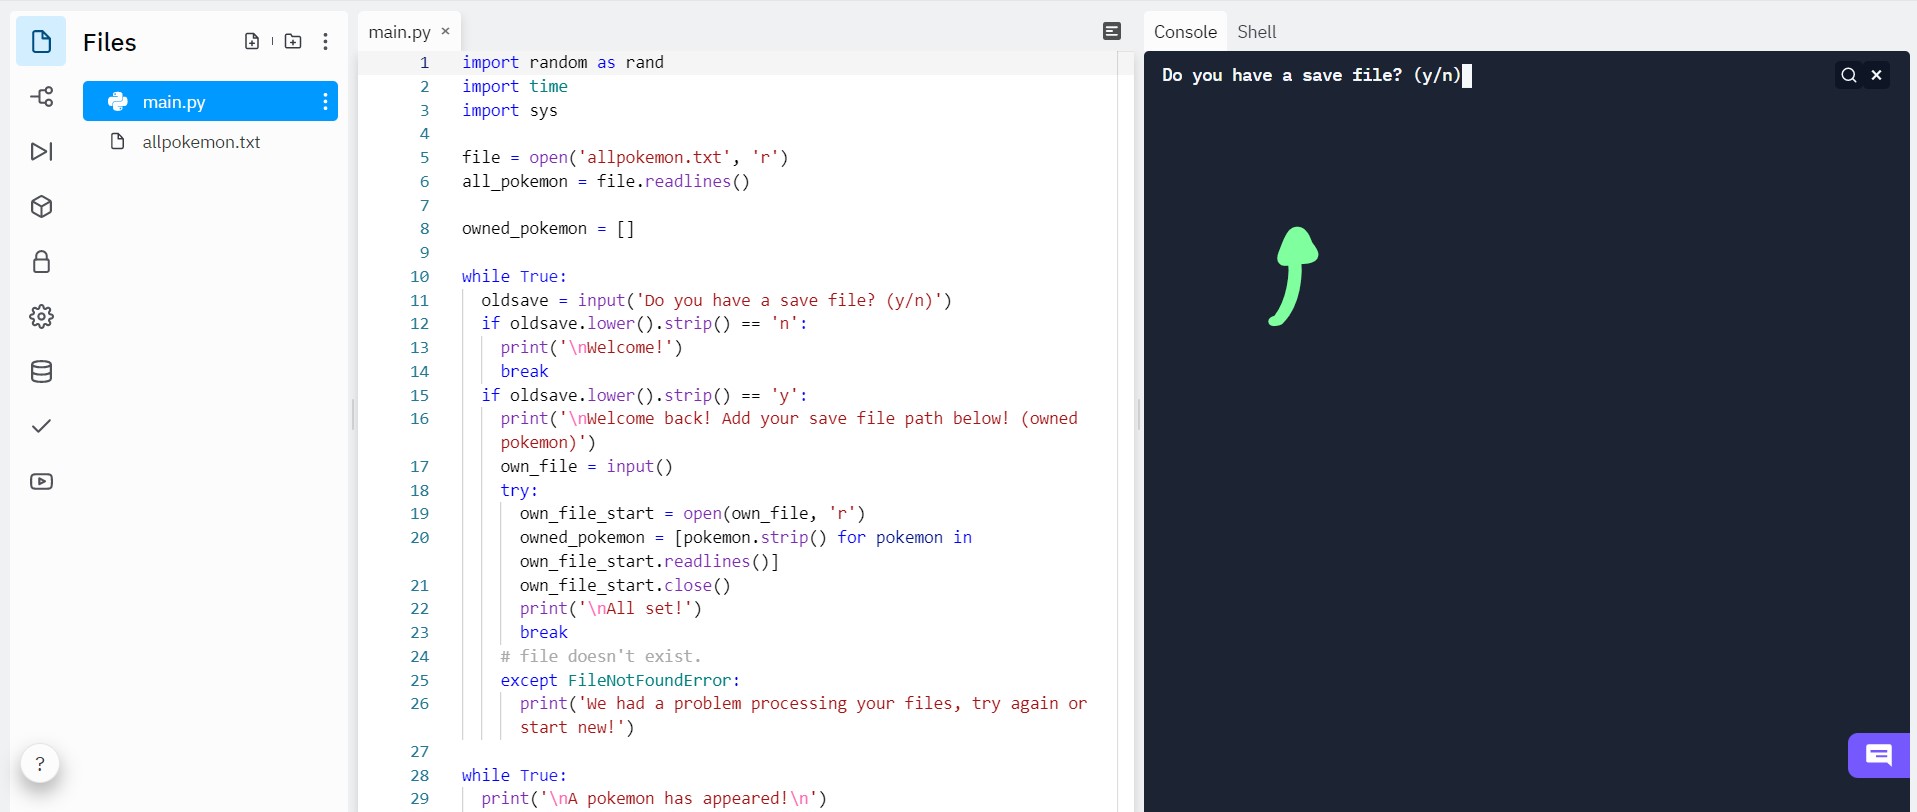 Files
main.py
allpokemon.txt
?
main.py ×
1 import random as rand
2 import time
3 import sys
4
5 file = open('allpokemon.txt', 'r')
6 all_pokemon = file.readlines()
7
8 owned_pokemon = []
9
10 while True:
11 oldsave = input('Do you have a save file? (y/n)')
12 if oldsave.lower().strip() == 'n':
13 print('\nWelcome!')
14 break
15 if oldsave.lower().strip() == 'y':
16 print('\nWelcome back! Add your save file path below! (owned
pokemon)')
17 own_file = input()
18 try:
19 own_file_start = open(own_file, 'r')
20 owned_pokemon = [pokemon.strip() for pokemon in
own_file_start.readlines()]
21 own_file_start.close()
22 print('\nAll set!')
23 break
24 # file doesn't exist.
25 except FileNotFoundError:
26 print('We had a problem processing your files, try again or
start new!')
27
28 while True:
29 print('\nA pokemon has appeared!\n')
Console Shell
Do you have a save file? (y/n)